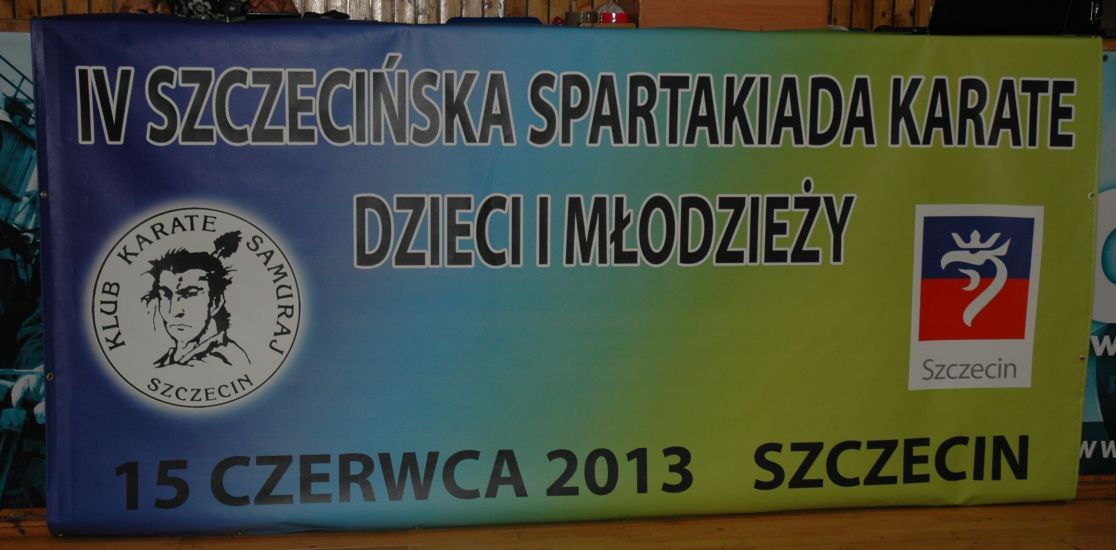 IV SZCZECIŃSKA SPARTAKIADA KARATE
DZIECI I MŁODZIEŻY
KLUB KARATE SAMURAJ
SZCZECIN
Szczecin
15 CZERWCA 2013 SZCZECIN